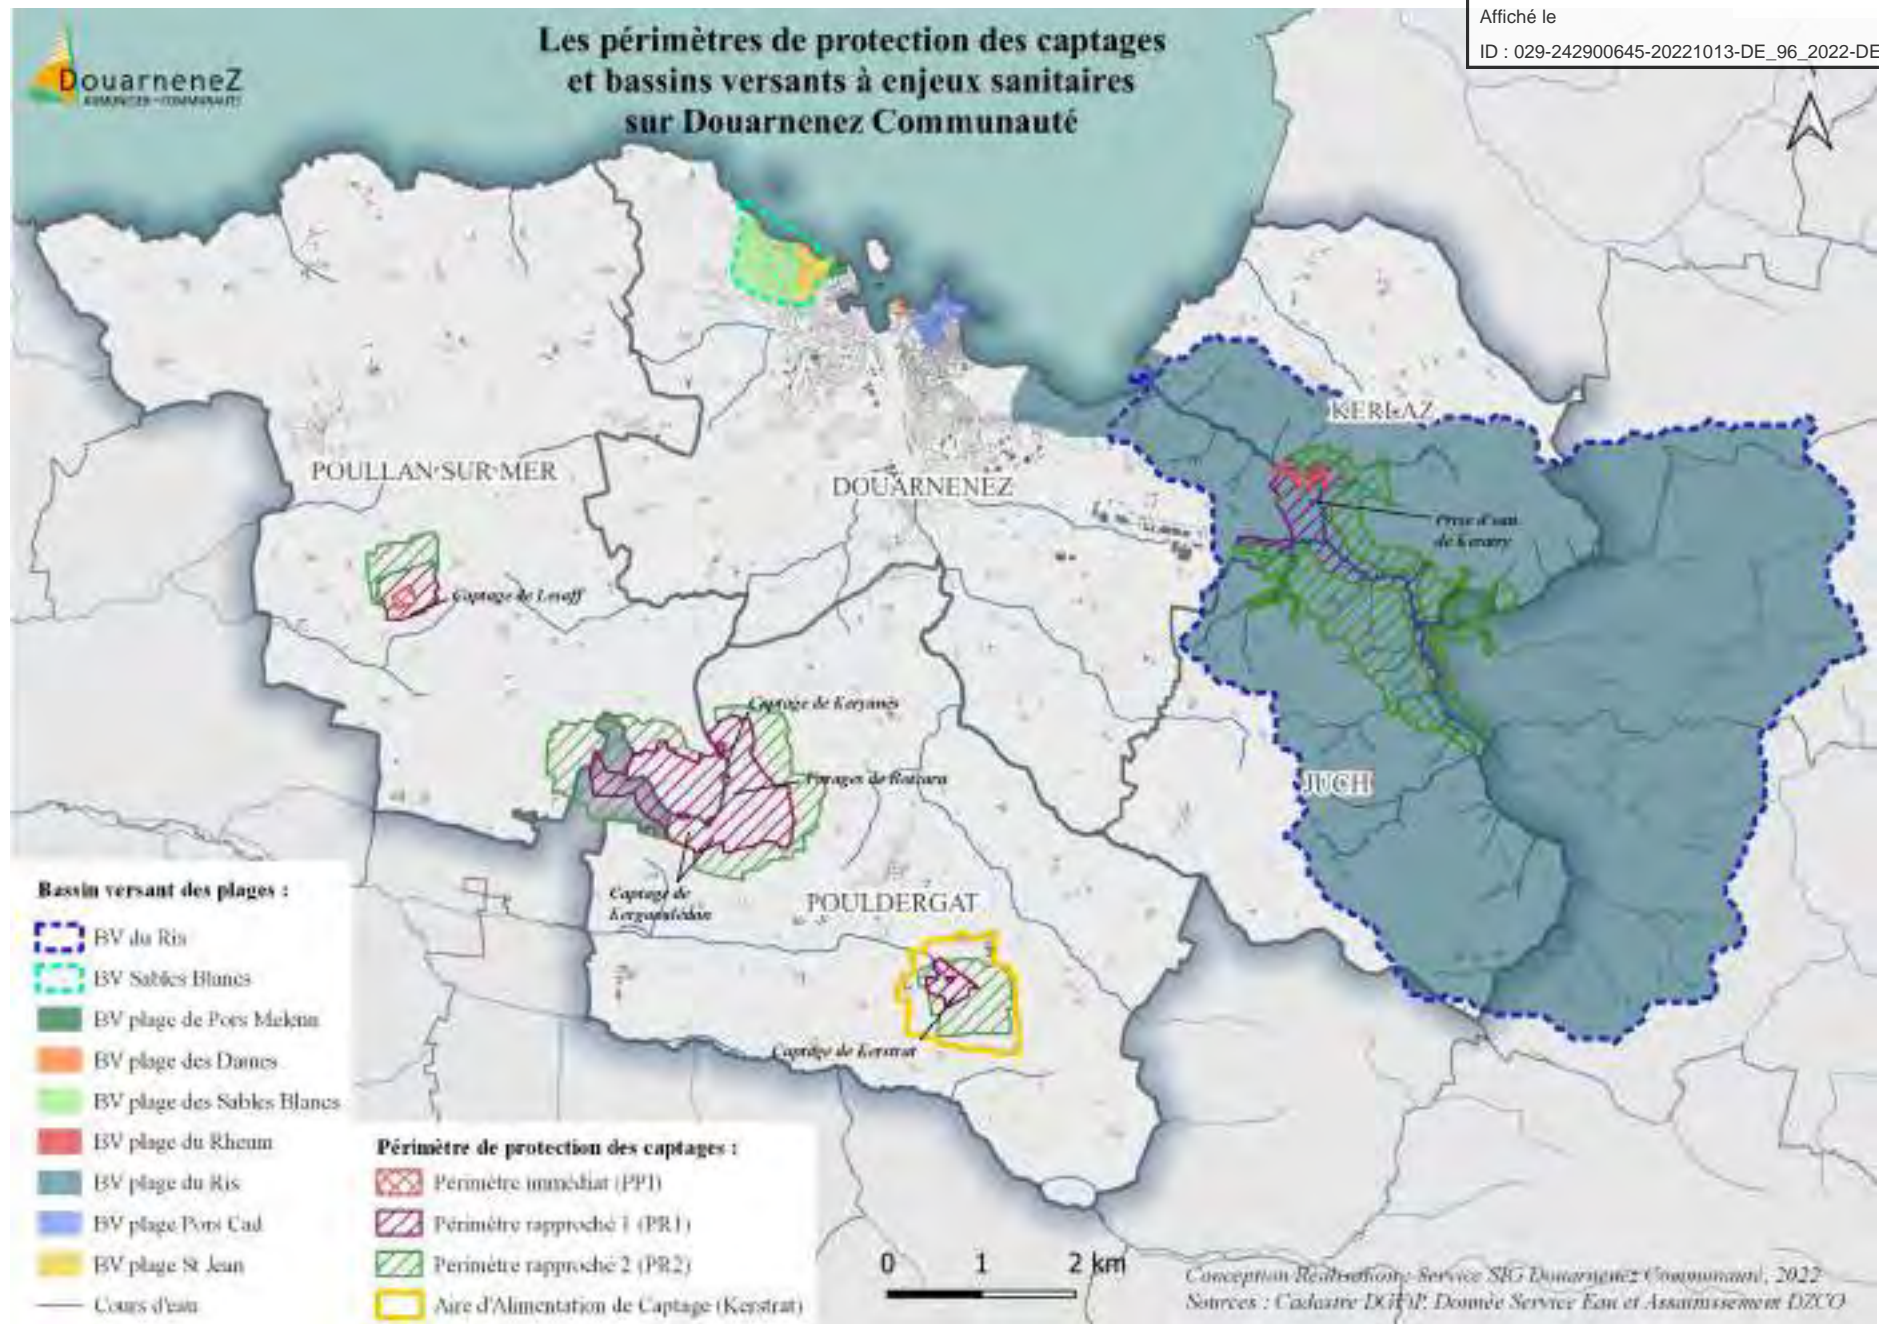 Affiché le
ID : 029-242900645-20221013-DE_96_2022-DE
DouarneneZ
Les périmètres de protection des captages
et bassins versants à enjeux sanitaires
sur Douarnenez Communauté
KERLAZ
POULLAN-SUR-MER
DOUARNENEZ
Prise d'eau
de Keratry
Captage de Lesaff
Captage de Keryanès
Forages de
JUCH
Captage de
POULDERGAT
Captage de Kerstrat
Bassin versant des plages :
BV du Ris
BV Sables Blancs
BV plage de Pors Melenn
BV plage des Dames
BV plage des Sables Blancs
BV plage du Rheun
BV plage du Ris
BV plage Pors Cad
BV plage St Jean
Cours d'eau
Périmètre de protection des captages :
Périmètre immédiat (PPI)
Périmètre rapproché 1 (PR1)
Périmètre rapproché 2 (PR2)
Aire d'Alimentation de Captage (Kerstrat)
0 1 2 km
Conception Réalisation : Service SIG Douarnenez Communauté, 2022
Sources : Cadastre DGFiP, Donnée Service Eau et Assainissement DZCO